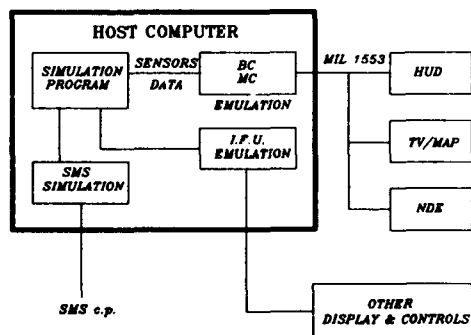 HOST COMPUTER
SIMULATION
PROGRAM
SENSORS
DATA
BC
MC
EMULATION
MIL 1553
HUD
I.F.U.
EMULATION
TV/MAP
SMS
SIMULATION
NDE
SMS c.p.
OTHER
DISPLAY & CONTROLS